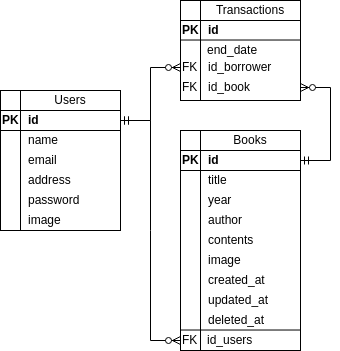 Transactions
PK id
end_date
FK id_borrower
FK id_book
Users
PK id
name
email
address
password
image
Books
PK id
title
year
author
contents
image
created_at
updated_at
deleted_at
FK id_users